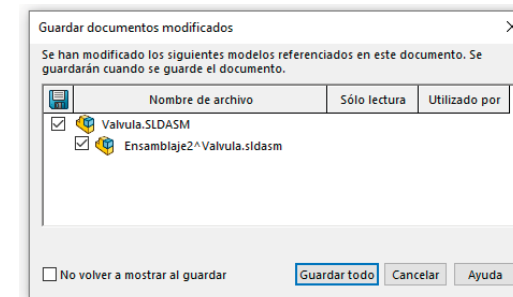 Guardar documentos modificados
Se han modificado los siguientes modelos referenciados en este documento. Se
guardarán cuando se guarde el documento.
Nombre de archivo Sólo lectura Utilizado por
Valvula.SLDASM
Ensamblaje2^Valvula.sldasm
No volver a mostrar al guardar Guardar todo Cancelar Ayuda